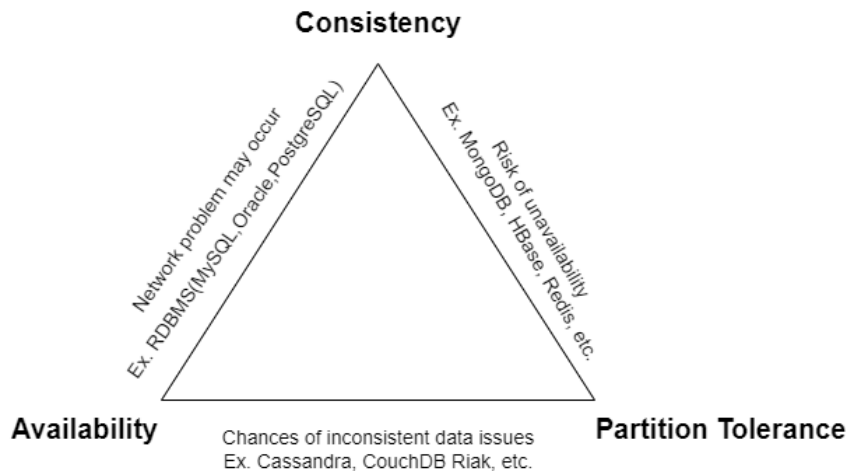 Consistency
Network problem may occur
Ex. RDBMS(MySQL,Oracle,PostgreSQL)
Risk of unavailability
Ex. MongoDB, HBase, Redis, etc.
Availability
Chances of inconsistent data issues
Ex. Cassandra, CouchDB Riak, etc.
Partition Tolerance